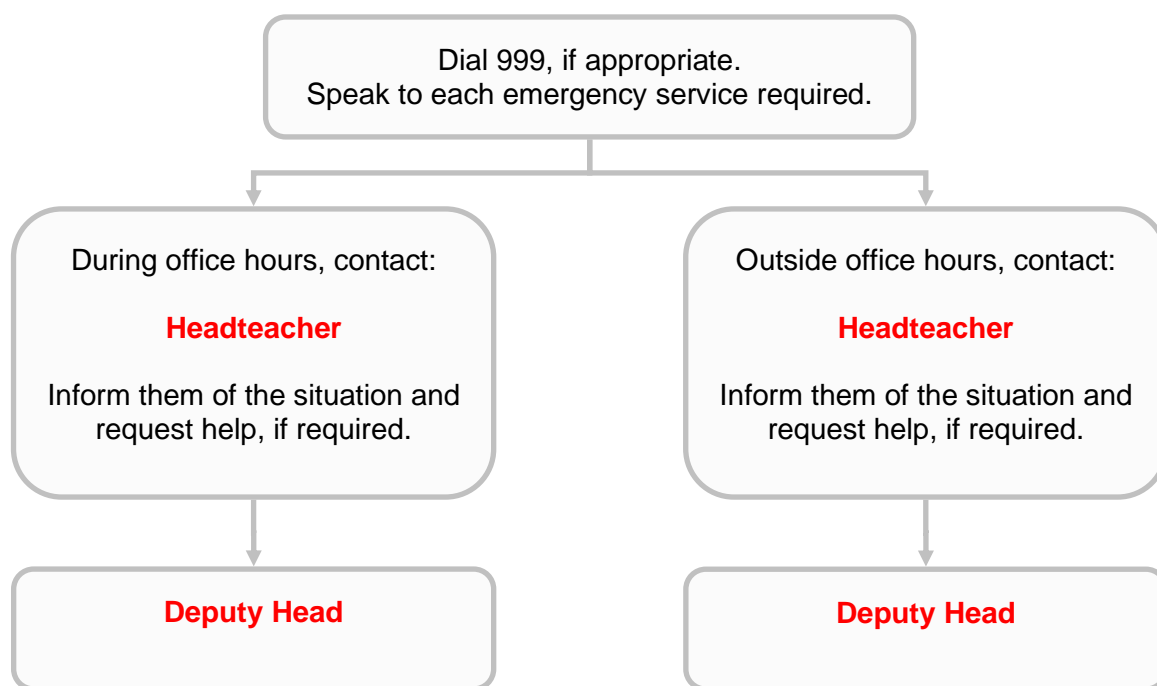 Dial 999, if appropriate.
Speak to each emergency service required.
During office hours, contact:
Headteacher
Inform them of the situation and
request help, if required.
Outside office hours, contact:
Headteacher
Inform them of the situation and
request help, if required.
Deputy Head
Deputy Head